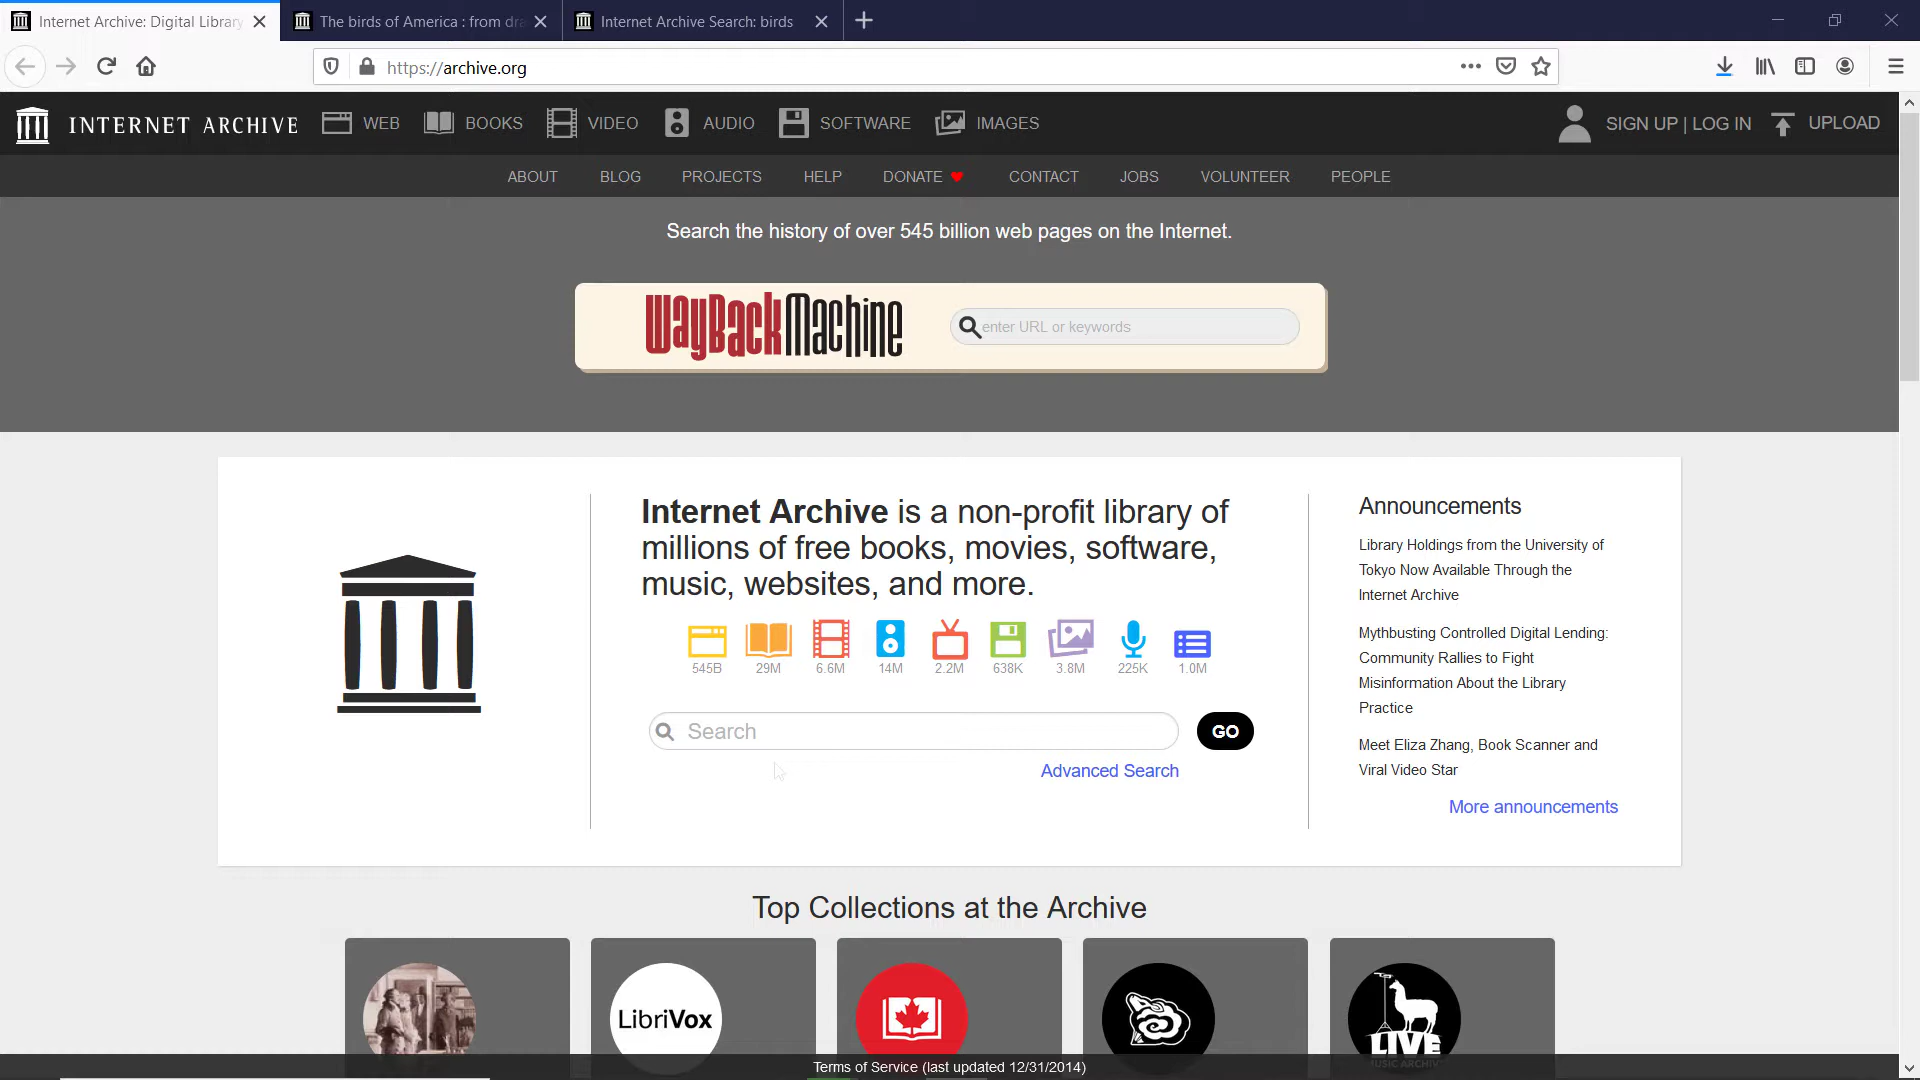 Internet Archive: Digital Library
The birds of America : from dra
Internet Archive Search: birds
https://archive.org
INTERNET ARCHIVE
WEB
BOOKS
VIDEO
AUDIO
SOFTWARE
IMAGES
SIGN UP | LOG IN
UPLOAD
ABOUT
BLOG
PROJECTS
HELP
DONATE
CONTACT
JOBS
VOLUNTEER
PEOPLE
Search the history of over 545 billion web pages on the Internet.
WayBackMachine
enter URL or keywords
Internet Archive is a non-profit library of
millions of free books, movies, software,
music, websites, and more.
545B
29M
6.6M
14M
2.2M
638K
3.8M
225K
1.0M
Search
GO
Advanced Search
Announcements
Library Holdings from the University of
Tokyo Now Available Through the
Internet Archive
Mythbusting Controlled Digital Lending:
Community Rallies to Fight
Misinformation About the Library
Practice
Meet Eliza Zhang, Book Scanner and
Viral Video Star
More announcements
Top Collections at the Archive
LibriVox
LIVE
MUSIC ARCHIVE
Terms of Service (last updated 12/31/2014)